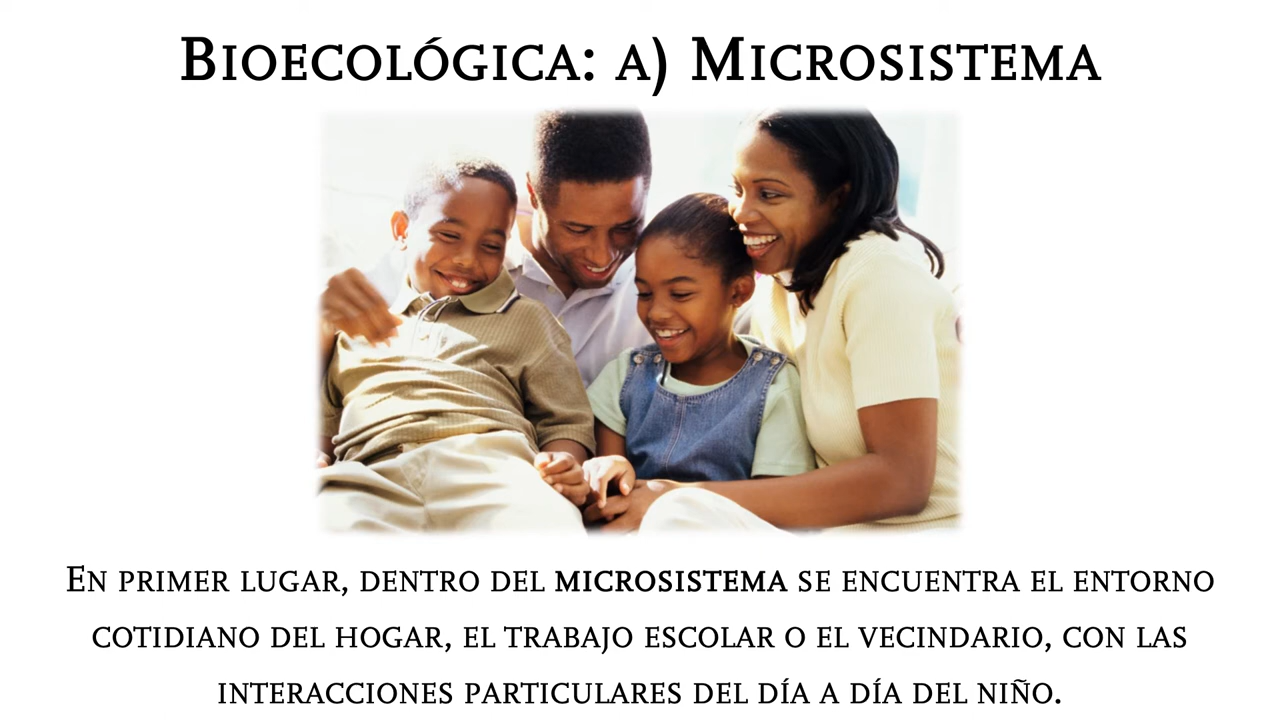 Bioecológica: a) Microsistema
En primer lugar, dentro del microsistema se encuentra el entorno
cotidiano del hogar, el trabajo escolar o el vecindario, con las
interacciones particulares del día a día del niño.